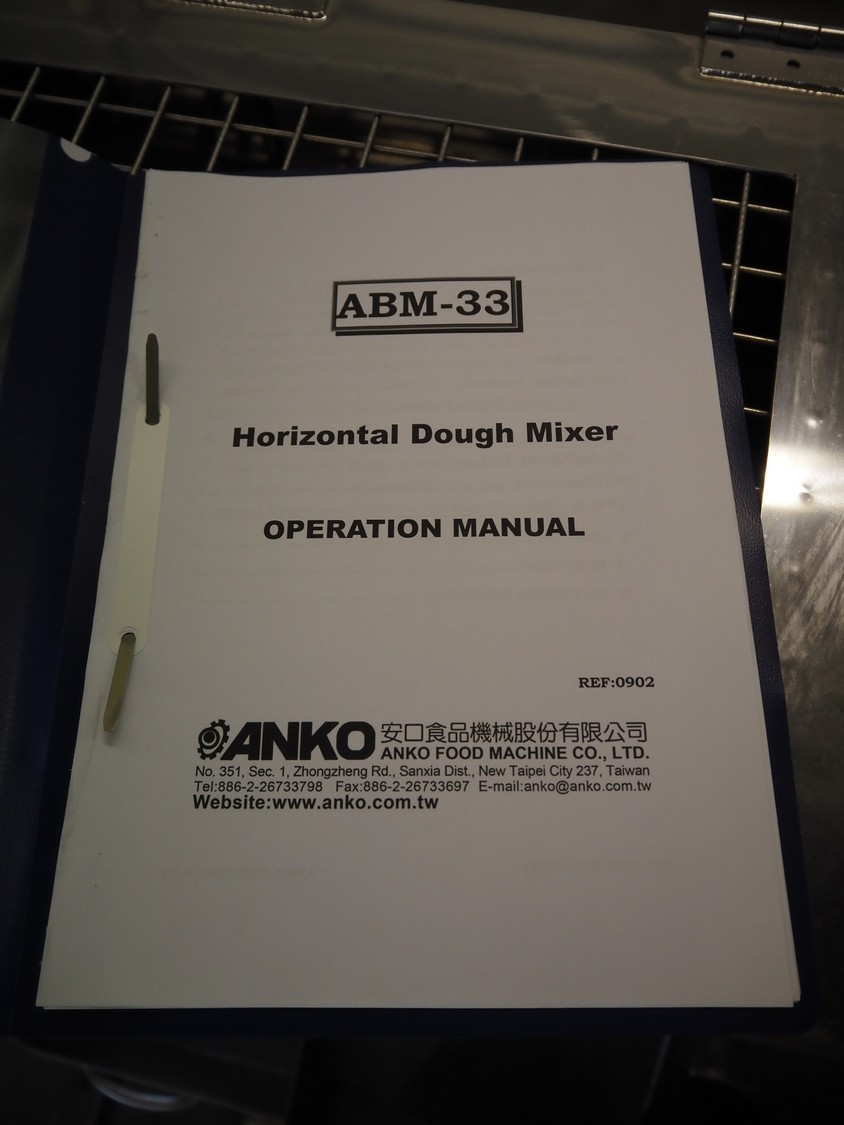 ABM-33
Horizontal Dough Mixer
OPERATION MANUAL
REF:0902
ANKO 安口食品機械股份有限公司
ANKO FOOD MACHINE CO., LTD.
No. 351, Sec. 1, Zhongzheng Rd., Sanxia Dist., New Taipei City 237, Taiwan
Tel:886-2-26733798 Fax:886-2-26733697 E-mail:anko@anko.com.tw
Website:www.anko.com.tw